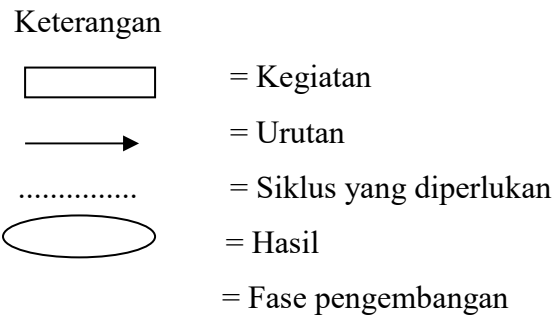 Keterangan
= Kegiatan
= Urutan
............... = Siklus yang diperlukan
= Hasil
= Fase pengembangan